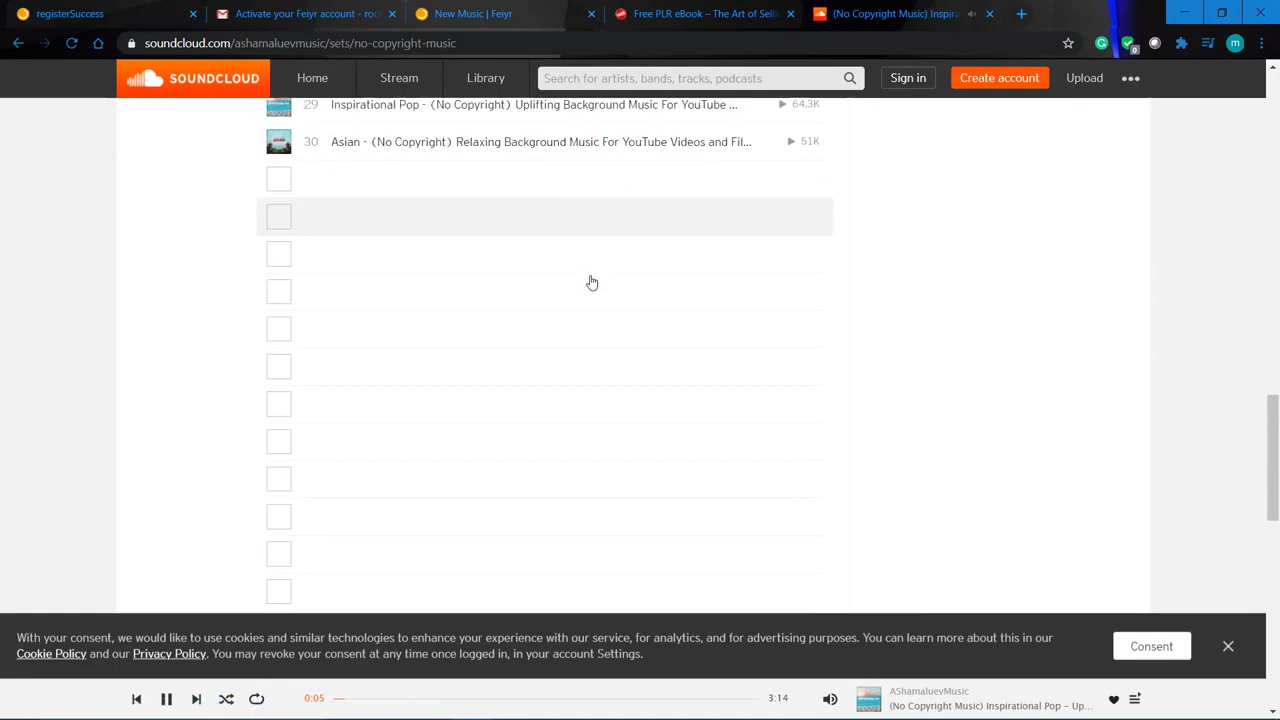 registerSuccess
Activate your Feiyr account - roc
New Music | Feiyr
Free PLR eBook – The Art of Selli
(No Copyright Music) Inspira
soundcloud.com/ashamaluevmusic/sets/no-copyright-music
0
m
SOUNDCLOUD
Home
Stream
Library
Search for artists, bands, tracks, podcasts
Sign in
Create account
Upload
29 Inspirational Pop - (No Copyright) Uplifting Background Music For YouTube ... 64.3K
30 Asian - (No Copyright) Relaxing Background Music For YouTube Videos and Fil... 51K
With your consent, we would like to use cookies and similar technologies to enhance your experience with our service, for analytics, and for advertising purposes. You can learn more about this in our
Cookie Policy and our Privacy Policy. You may revoke your consent at any time once logged in, in your account Settings.
Consent
0:05
3:14
AShamaluevMusic
(No Copyright Music) Inspirational Pop - Up...